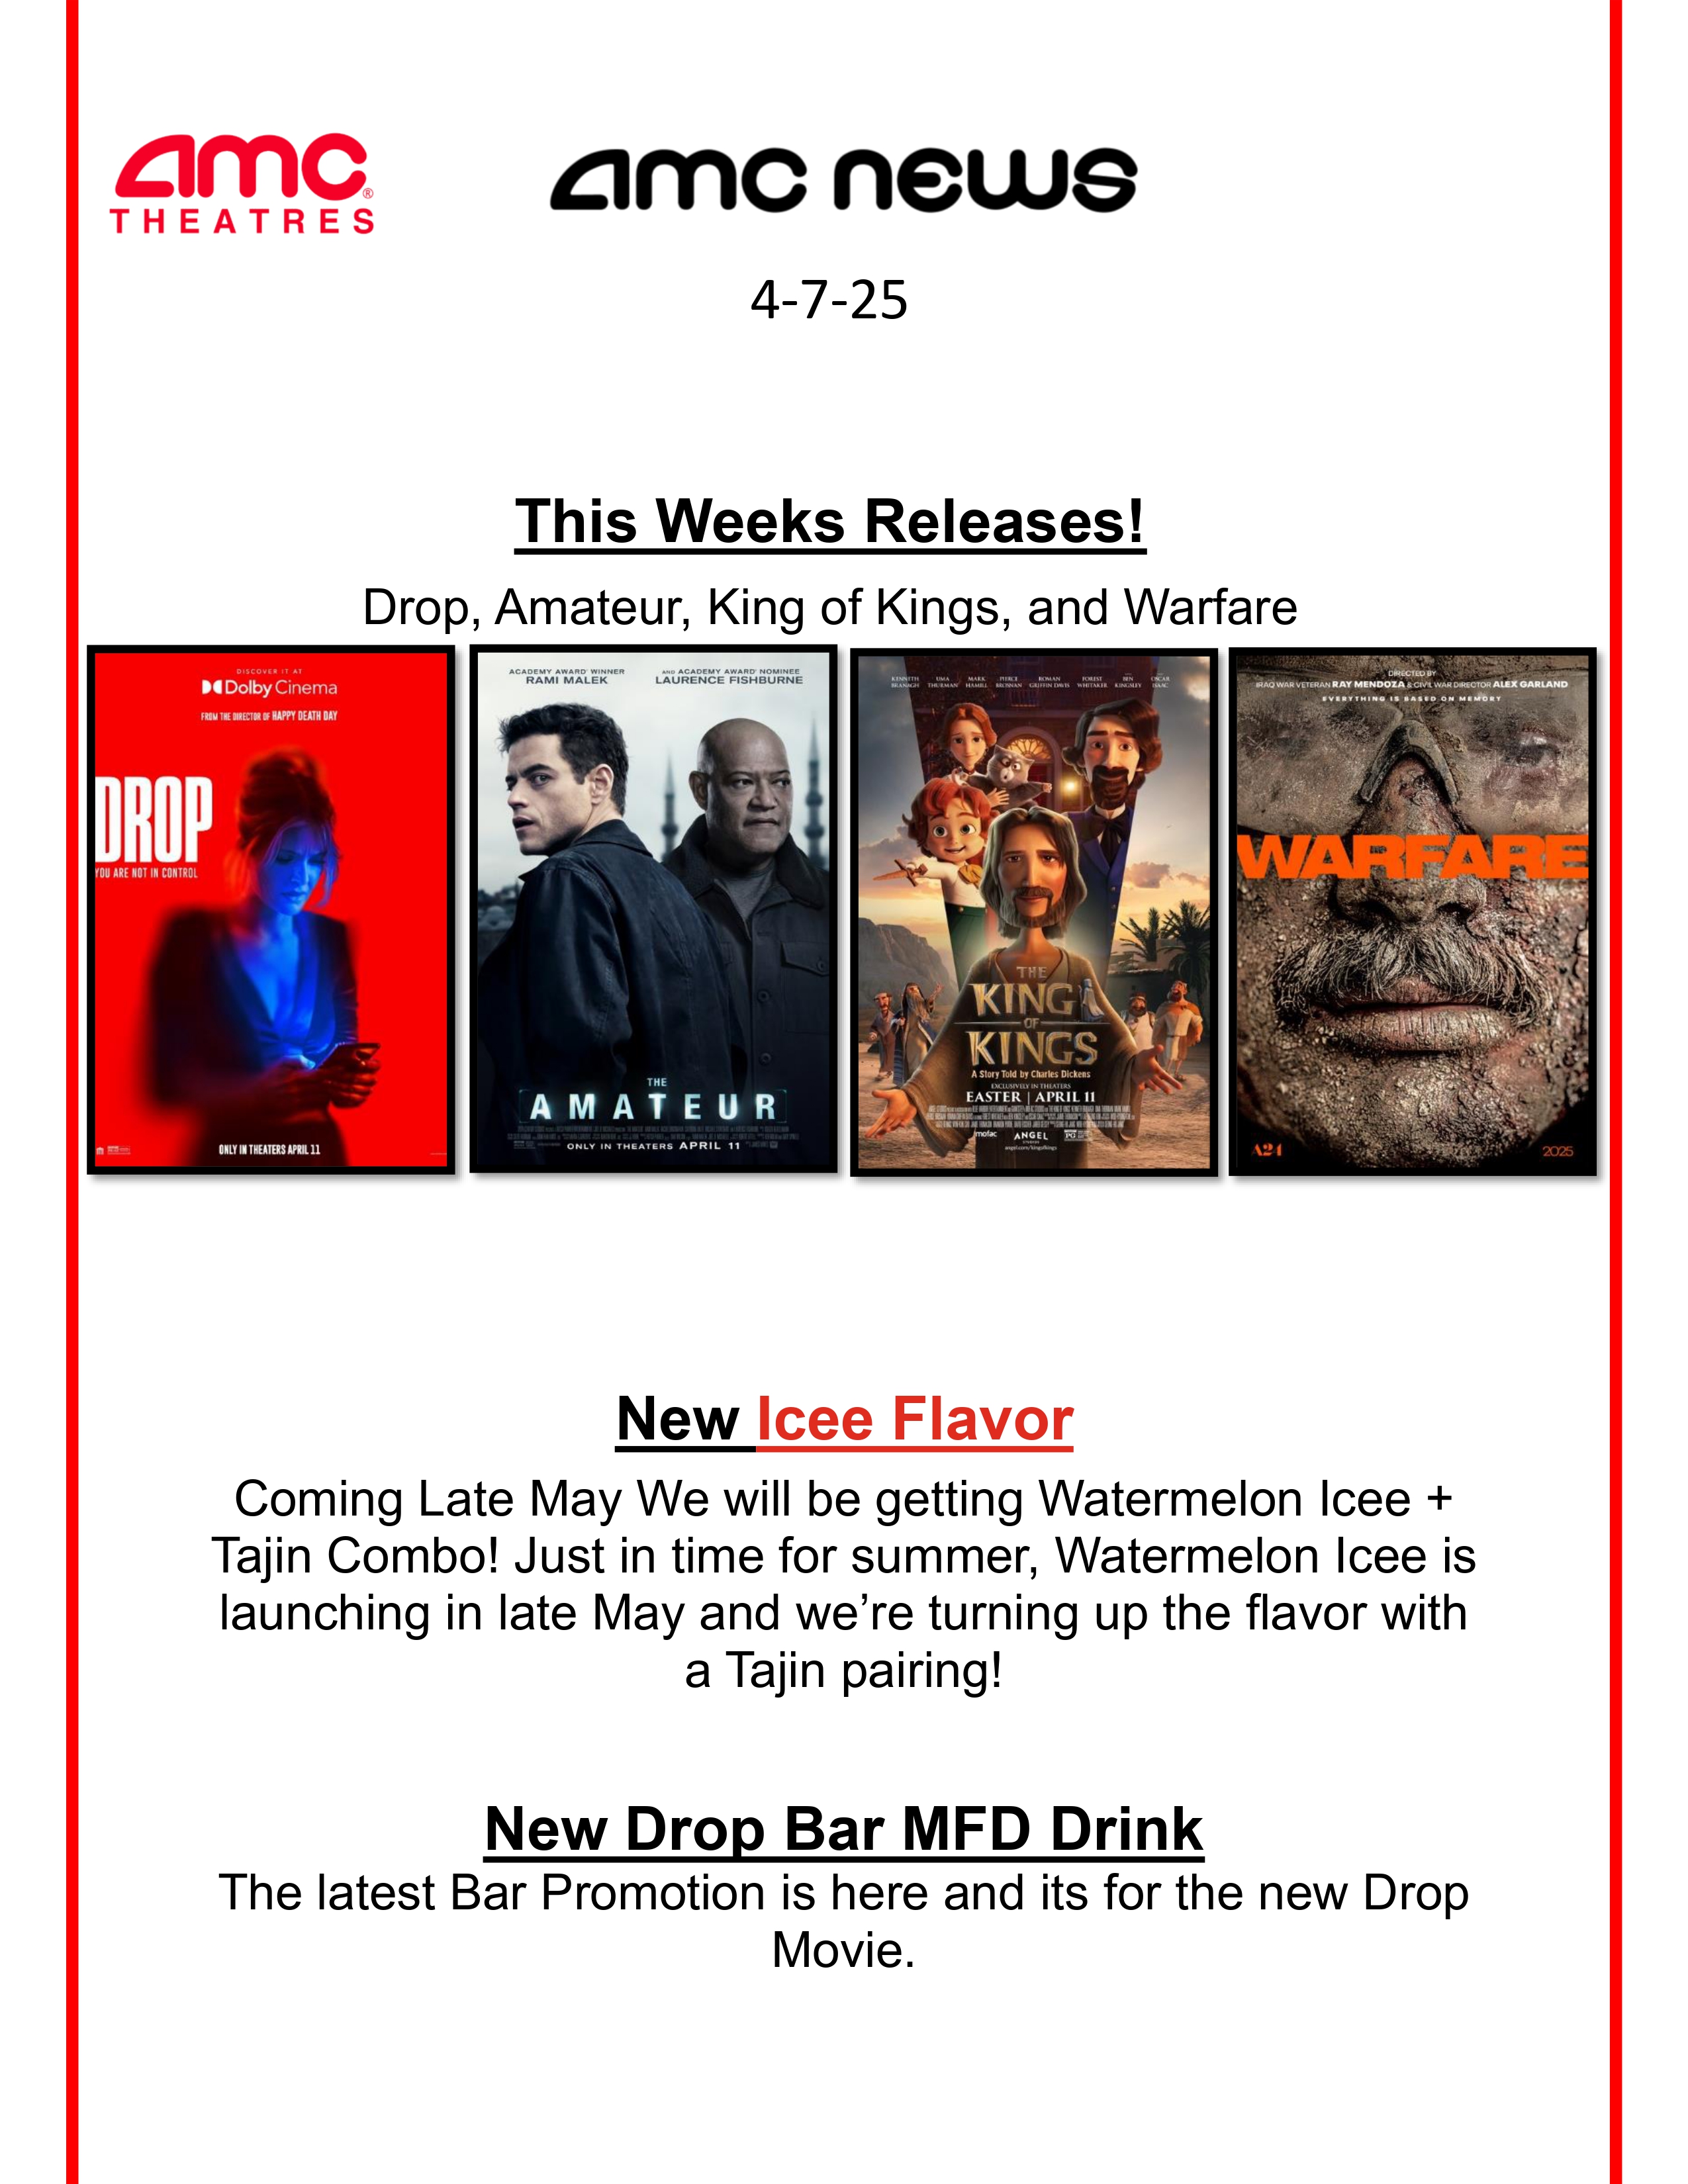 amc®
THEATRES
amc news
4-7-25
This Weeks Releases!
Drop, Amateur, King of Kings, and Warfare
DISCOVER IT AT
Dolby Cinema
FROM THE DIRECTOR OF HAPPY DEATH DAY
DROP
YOU ARE NOT IN CONTROL
ONLY IN THEATERS APRIL 11
ACADEMY AWARD® WINNER
RAMI MALEK
AND ACADEMY AWARD® NOMINEE
LAURENCE FISHBURNE
THE
AMATEUR
ONLY IN THEATERS APRIL 11
KENNETH BRANAGH UMA THURMAN MARK HAMILL PIERCE BROSNAN ROMAN GRIFFIN DAVIS FOREST WHITAKER BEN KINGSLEY OSCAR ISAAC
THE
KING
OF
KINGS
A Story Told by Charles Dickens
EXCLUSIVELY IN THEATERS
EASTER | APRIL 11
mofac
ANGEL
STUDIOS
PG
angel.com/kingofkings
DIRECTED BY
IRAQ WAR VETERAN RAY MENDOZA & CIVIL WAR DIRECTOR ALEX GARLAND
EVERYTHING IS BASED ON MEMORY
WARFARE
A24
2025
New Icee Flavor
Coming Late May We will be getting Watermelon Icee +
Tajin Combo! Just in time for summer, Watermelon Icee is
launching in late May and we’re turning up the flavor with
a Tajin pairing!
New Drop Bar MFD Drink
The latest Bar Promotion is here and its for the new Drop
Movie.